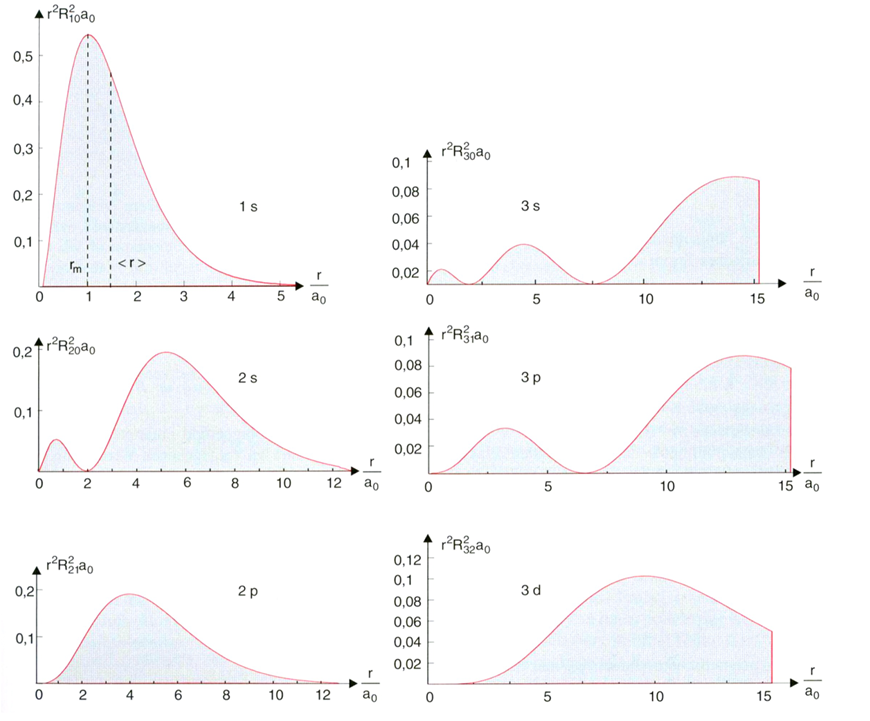 r²R²₁₀a₀
0,5
0,4
0,3
0,2
0,1
1 s
rₘ
< r >
0 1 2 3 4 5
r
a₀
r²R²₃₀a₀
0,1
0,08
0,06
0,04
0,02
3 s
0 5 10 15
r
a₀
r²R²₂₀a₀
0,2
0,1
2 s
0 2 4 6 8 10 12
r
a₀
r²R²₃₁a₀
0,1
0,08
0,06
0,04
0,02
3 p
0 5 10 15
r
a₀
r²R²₂₁a₀
0,2
0,1
2 p
0 2 4 6 8 10 12
r
a₀
r²R²₃₂a₀
0,12
0,1
0,08
0,06
0,04
0,02
3 d
0 5 10 15
r
a₀